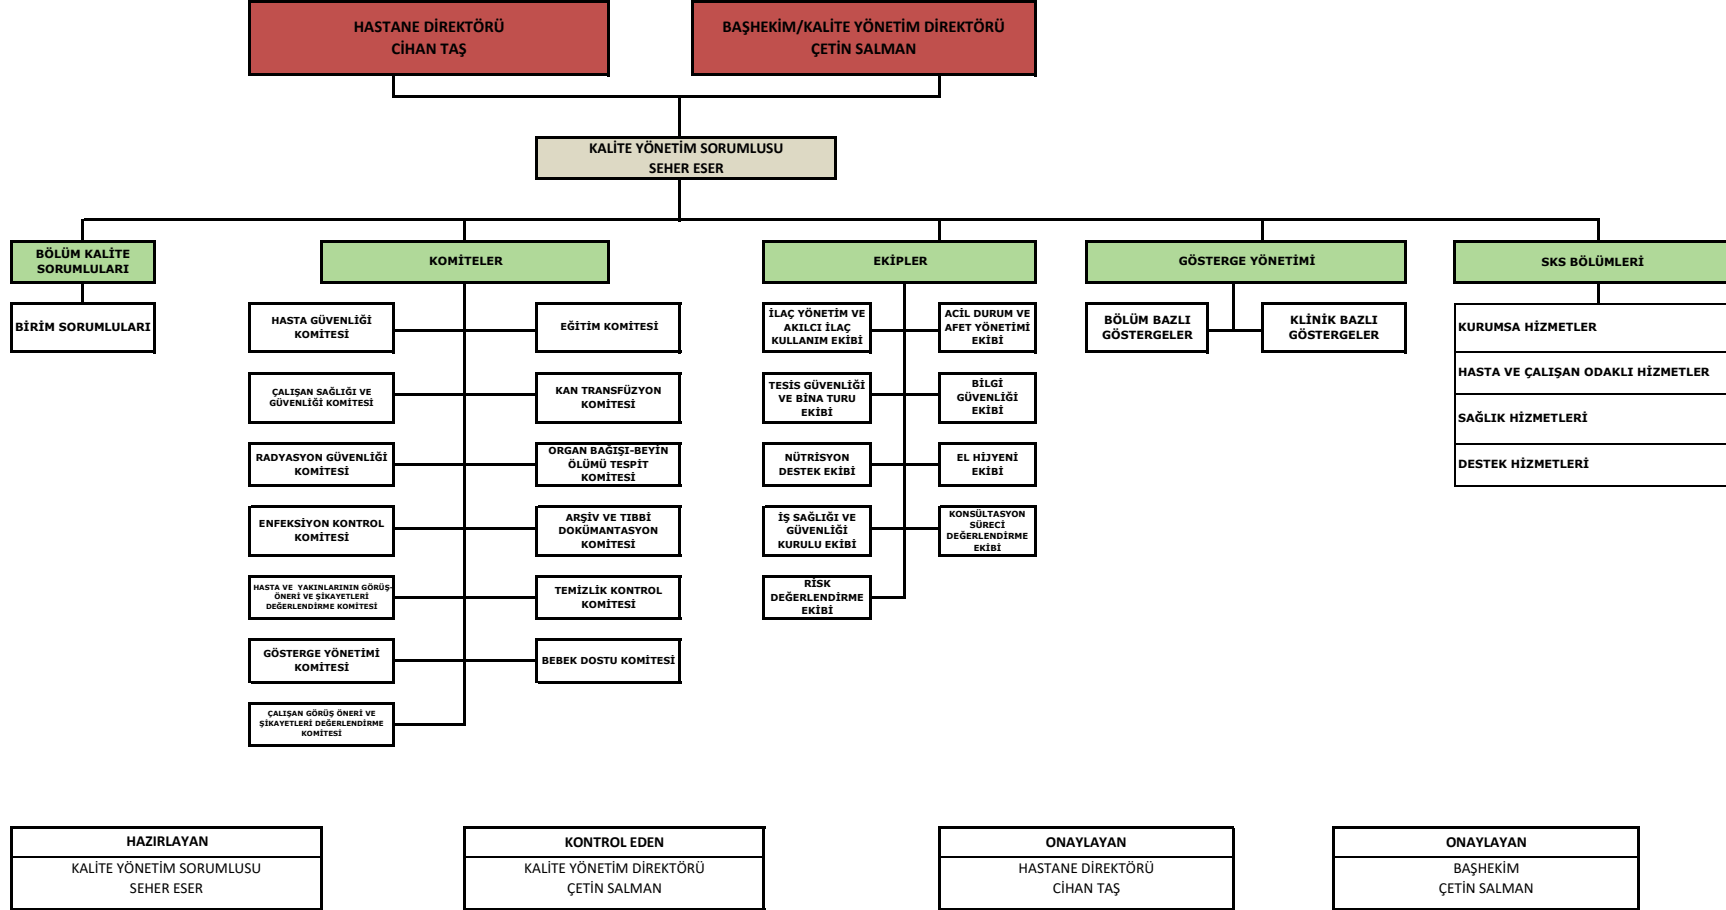 HASTANE DİREKTÖRÜ
CİHAN TAŞ
BAŞHEKİM/KALİTE YÖNETİM DİREKTÖRÜ
ÇETİN SALMAN
KALİTE YÖNETİM SORUMLUSU
SEHER ESER
BÖLÜM KALİTE
SORUMLULARI
BİRİM SORUMLULARI
KOMİTELER
HASTA GÜVENLİĞİ
KOMİTESİ
EĞİTİM KOMİTESİ
ÇALIŞAN SAĞLIĞI VE
GÜVENLİĞİ KOMİTESİ
KAN TRANSFÜZYON
KOMİTESİ
RADYASYON GÜVENLİĞİ
KOMİTESİ
ORGAN BAĞIŞI-BEYİN
ÖLÜMÜ TESPİT
KOMİTESİ
ENFEKSİYON KONTROL
KOMİTESİ
ARŞİV VE TIBBİ
DOKÜMANTASYON
KOMİTESİ
HASTA VE YAKINLARININ GÖRÜŞ-
ÖNERİ VE ŞİKAYETLERİ
DEĞERLENDİRME KOMİTESİ
TEMİZLİK KONTROL
KOMİTESİ
GÖSTERGE YÖNETİMİ
KOMİTESİ
BEBEK DOSTU KOMİTESİ
ÇALIŞAN GÖRÜŞ ÖNERİ VE
ŞİKAYETLERİ DEĞERLENDİRME
KOMİTESİ
EKİPLER
İLAÇ YÖNETİM VE
AKILCI İLAÇ
KULLANIM EKİBİ
ACİL DURUM VE
AFET YÖNETİMİ
EKİBİ
TESİS GÜVENLİĞİ
VE BİNA TURU
EKİBİ
BİLGİ
GÜVENLİĞİ
EKİBİ
NÜTRİSYON
DESTEK EKİBİ
EL HİJYENİ
EKİBİ
İŞ SAĞLIĞI VE
GÜVENLİĞİ
KURULU EKİBİ
KONSÜLTASYON
SÜRECİ
DEĞERLENDİRME
EKİBİ
RİSK
DEĞERLENDİRME
EKİBİ
GÖSTERGE YÖNETİMİ
BÖLÜM BAZLI
GÖSTERGELER
KLİNİK BAZLI
GÖSTERGELER
SKS BÖLÜMLERİ
KURUMSA HİZMETLER
HASTA VE ÇALIŞAN ODAKLI HİZMETLER
SAĞLIK HİZMETLERİ
DESTEK HİZMETLERİ
HAZIRLAYAN
KALİTE YÖNETİM SORUMLUSU
SEHER ESER
KONTROL EDEN
KALİTE YÖNETİM DİREKTÖRÜ
ÇETİN SALMAN
ONAYLAYAN
HASTANE DİREKTÖRÜ
CİHAN TAŞ
ONAYLAYAN
BAŞHEKİM
ÇETİN SALMAN